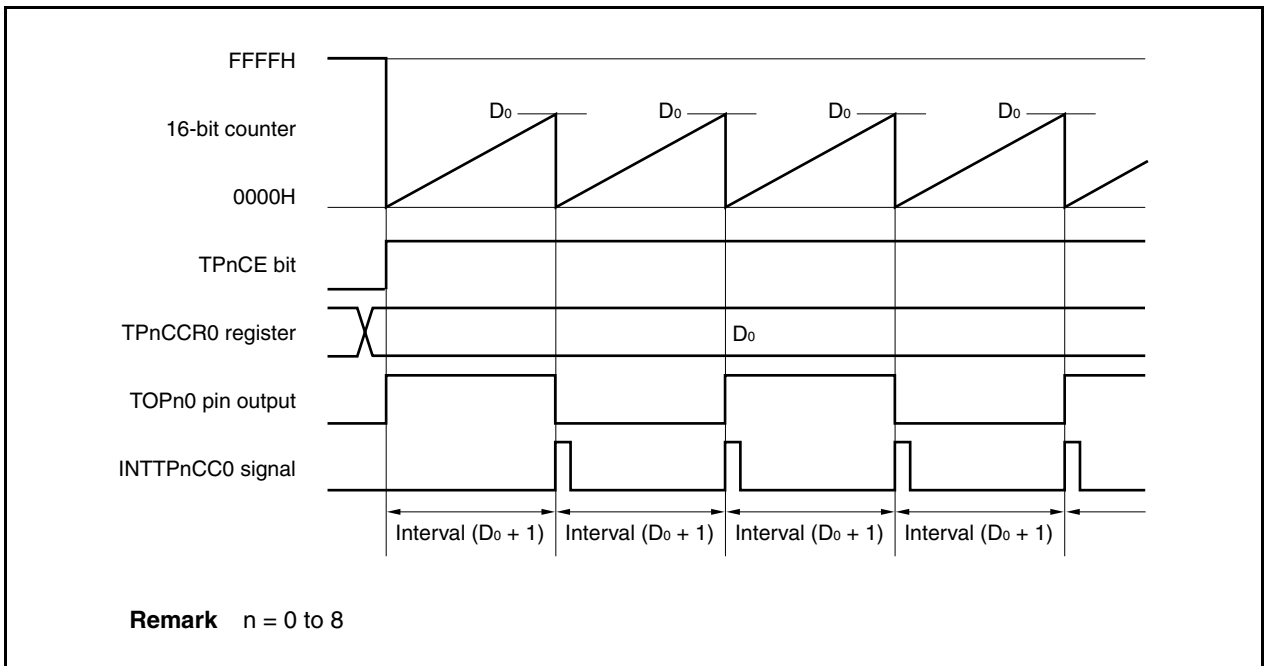 FFFFH
D₀ D₀ D₀ D₀
16-bit counter
0000H
TPnCE bit
TPnCCR0 register
D₀
TOPn0 pin output
INTTPnCC0 signal
Interval (D₀ + 1) Interval (D₀ + 1) Interval (D₀ + 1) Interval (D₀ + 1)
Remark n = 0 to 8